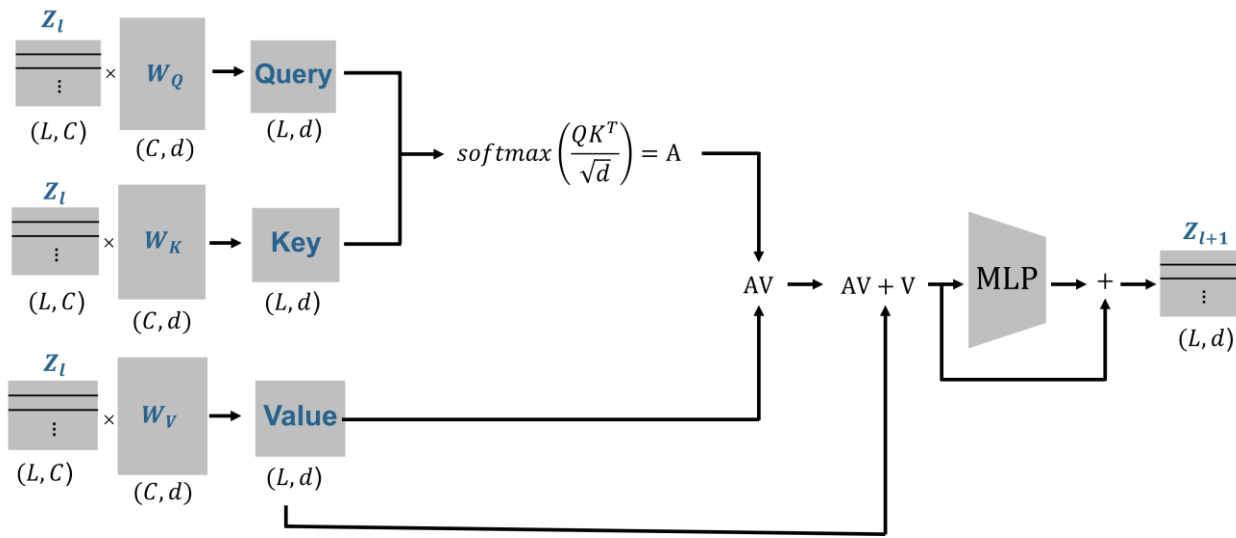 Z_l
⋮
×
W_Q
Query
(L, C)
(C, d)
(L, d)
softmax(QK^T/√d) = A
Z_l
⋮
×
W_K
Key
(L, C)
(C, d)
(L, d)
AV
AV + V
MLP
+
Z_{l+1}
⋮
(L, d)
Z_l
⋮
×
W_V
Value
(L, C)
(C, d)
(L, d)